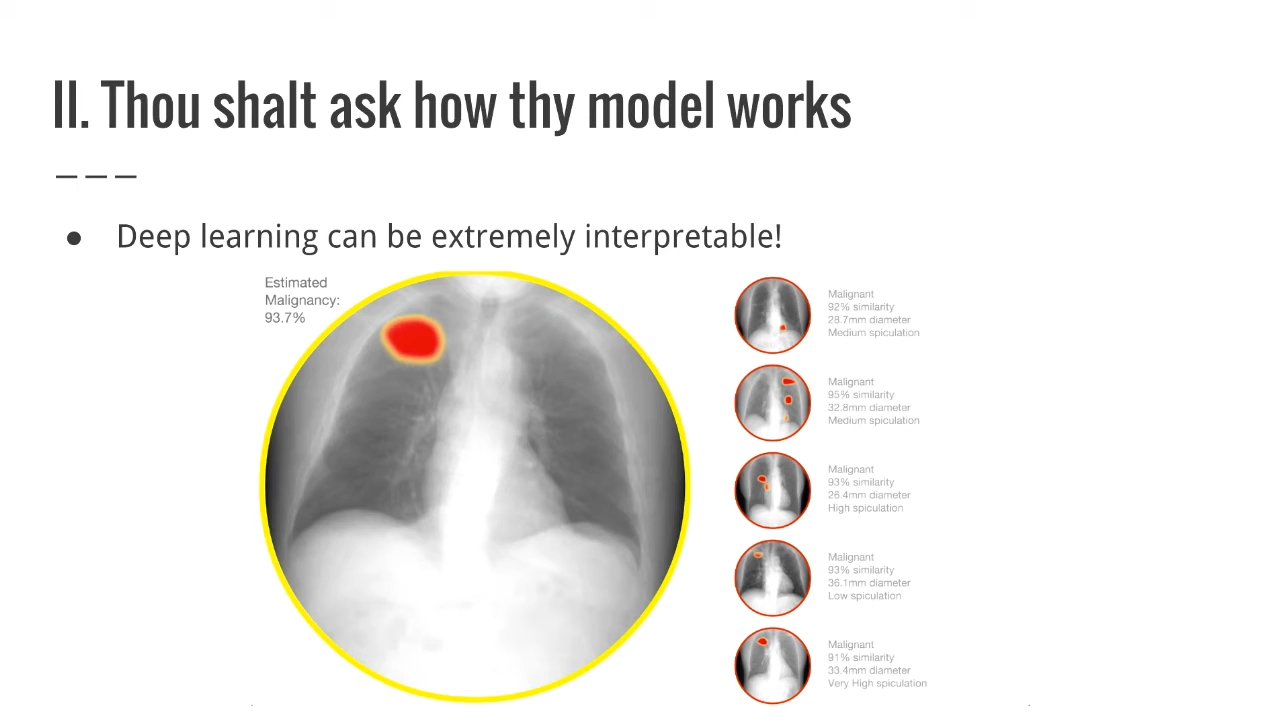 II. Thou shalt ask how thy model works
● Deep learning can be extremely interpretable!
Estimated
Malignancy:
93.7%
Malignant
92% similarity
28.7mm diameter
Medium spiculation
Malignant
95% similarity
32.8mm diameter
Medium spiculation
Malignant
93% similarity
26.4mm diameter
High spiculation
Malignant
93% similarity
36.1mm diameter
Low spiculation
Malignant
91% similarity
33.4mm diameter
Very High spiculation